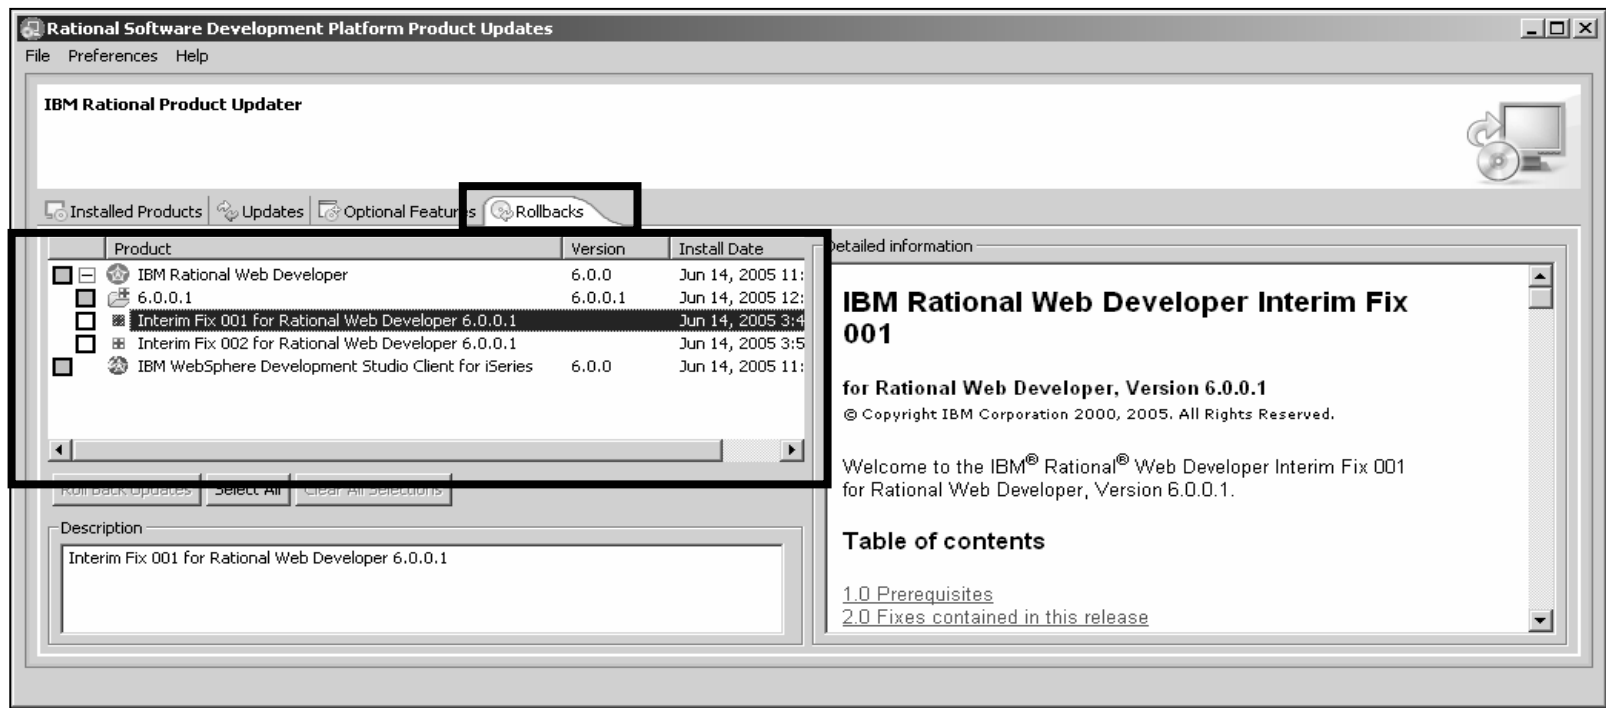 Rational Software Development Platform Product Updates
File Preferences Help
IBM Rational Product Updater
Installed Products Updates Optional Features Rollbacks
Product Version Install Date
IBM Rational Web Developer 6.0.0 Jun 14, 2005 11:
6.0.0.1 6.0.0.1 Jun 14, 2005 12:
Interim Fix 001 for Rational Web Developer 6.0.0.1 Jun 14, 2005 3:4
Interim Fix 002 for Rational Web Developer 6.0.0.1 Jun 14, 2005 3:5
IBM WebSphere Development Studio Client for iSeries 6.0.0 Jun 14, 2005 11:
Roll Back Updates Select All Clear All Selections
Description
Interim Fix 001 for Rational Web Developer 6.0.0.1
Detailed information
IBM Rational Web Developer Interim Fix
001
for Rational Web Developer, Version 6.0.0.1
© Copyright IBM Corporation 2000, 2005. All Rights Reserved.
Welcome to the IBM® Rational® Web Developer Interim Fix 001
for Rational Web Developer, Version 6.0.0.1.
Table of contents
1.0 Prerequisites
2.0 Fixes contained in this release